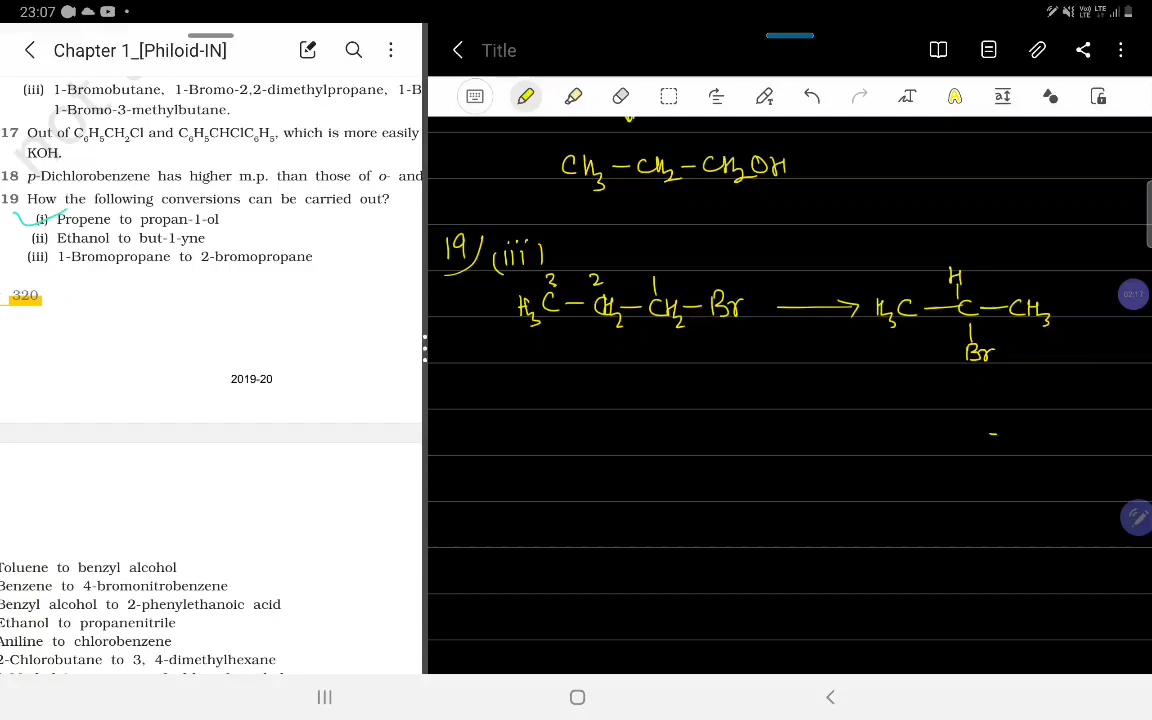 23:07
Vo) LTE
Chapter 1_[Philoid-IN]
(iii) 1-Bromobutane, 1-Bromo-2,2-dimethylpropane, 1-B
1-Bromo-3-methylbutane.
17 Out of C₆H₅CH₂Cl and C₆H₅CHClC₆H₅, which is more easily
KOH.
18 p-Dichlorobenzene has higher m.p. than those of o- and
19 How the following conversions can be carried out?
(i) Propene to propan-1-ol
(ii) Ethanol to but-1-yne
(iii) 1-Bromopropane to 2-bromopropane
320
2019-20
Toluene to benzyl alcohol
Benzene to 4-bromonitrobenzene
Benzyl alcohol to 2-phenylethanoic acid
Ethanol to propanenitrile
Aniline to chlorobenzene
2-Chlorobutane to 3, 4-dimethylhexane
Title
CH₃ – CH₂ – CH₂OH
19) (iii)
3 2 1 H
H₃C – CH₂ – CH₂ – Br ⟶ H₃C – C – CH₃
Br
02:17